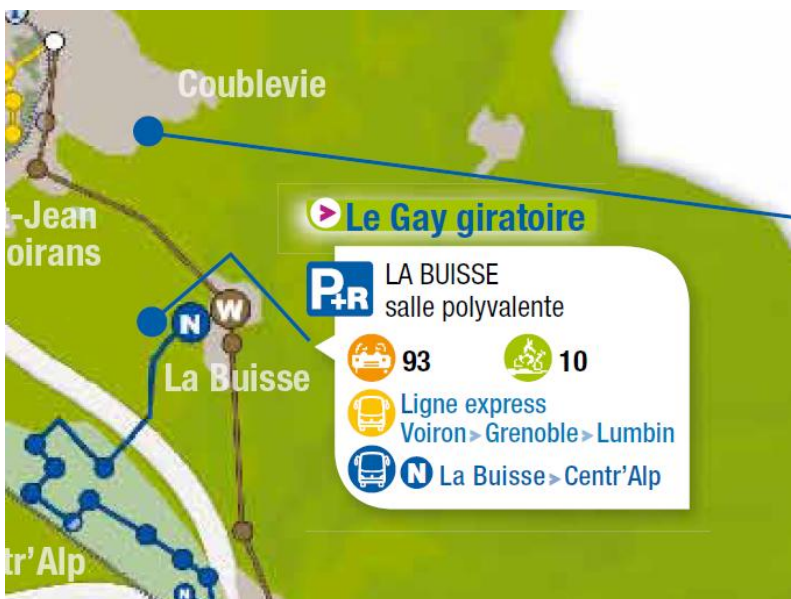 Coublevie
-Jean
oirans
> Le Gay giratoire
P+R LA BUISSE
salle polyvalente
93 10
Ligne express
Voiron > Grenoble > Lumbin
N La Buisse > Centr'Alp
N W
La Buisse
tr'Alp
N